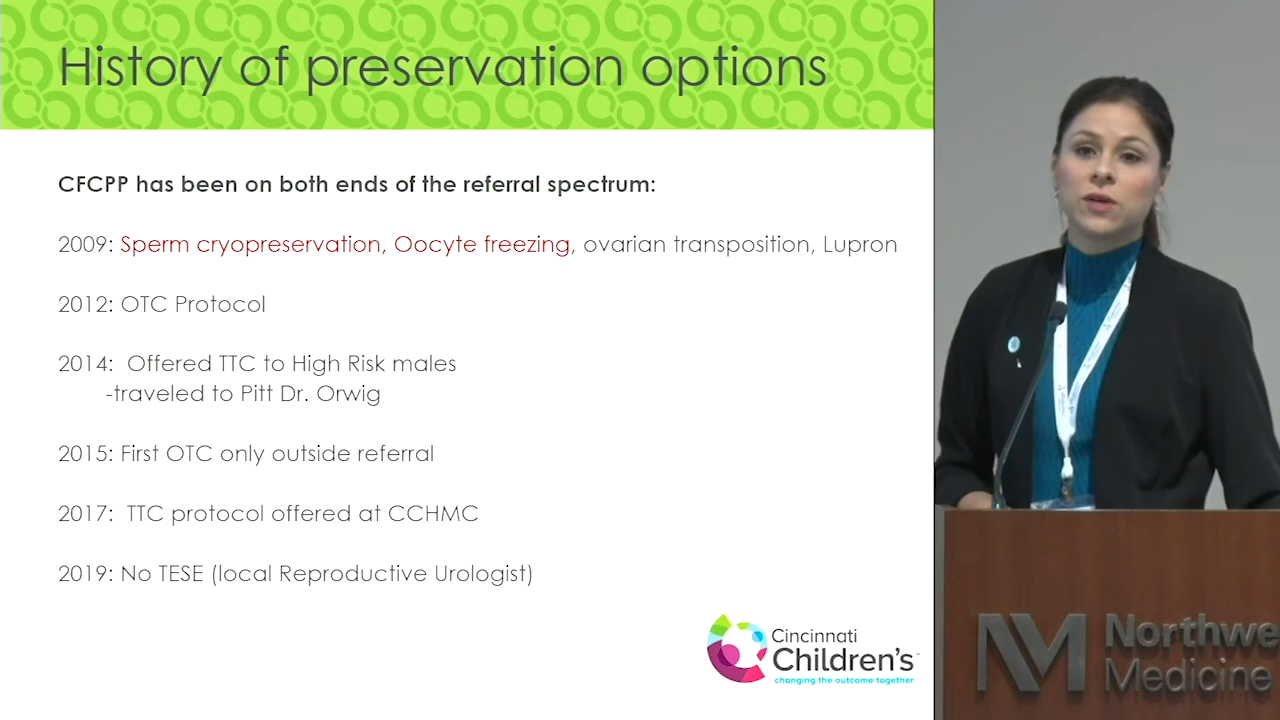 History of preservation options
CFCPP has been on both ends of the referral spectrum:
2009: Sperm cryopreservation, Oocyte freezing, ovarian transposition, Lupron
2012: OTC Protocol
2014:  Offered TTC to High Risk males
-traveled to Pitt Dr. Orwig
2015: First OTC only outside referral
2017:  TTC protocol offered at CCHMC
2019: No TESE (local Reproductive Urologist)
Cincinnati
Children's
changing the outcome together
NM Northwe
Medicine